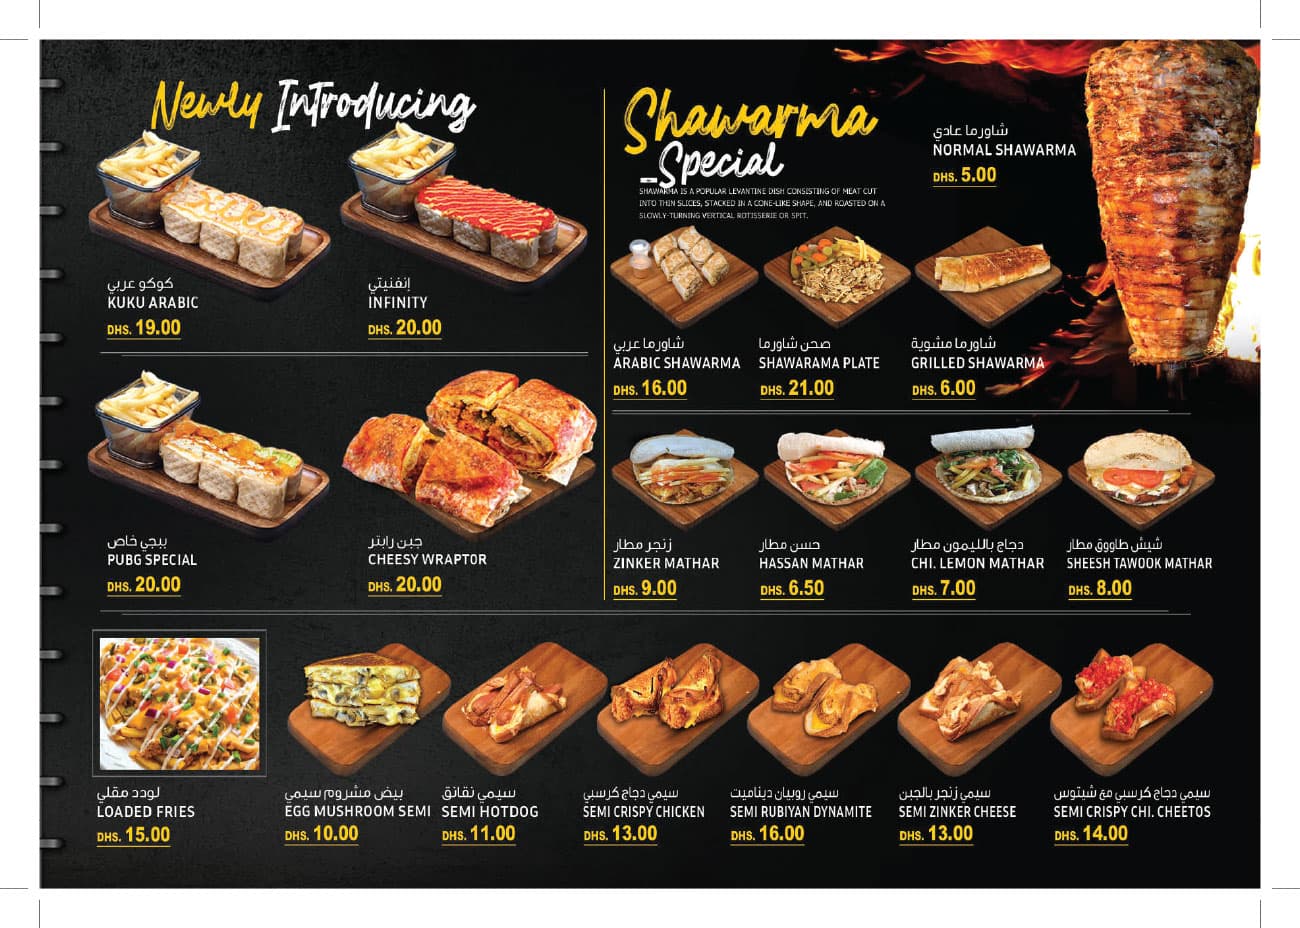 Newly Introducing
كوكو عربي
KUKU ARABIC
DHS. 19.00
إنفنيتي
INFINITY
DHS. 20.00
ببجي خاص
PUBG SPECIAL
DHS. 20.00
جبن رابتر
CHEESY WRAPTOR
DHS. 20.00
Shawarma
Special
SHAWARMA IS A POPULAR LEVANTINE DISH CONSISTING OF MEAT CUT
INTO THIN SLICES, STACKED IN A CONE-LIKE SHAPE, AND ROASTED ON A
SLOWLY-TURNING VERTICAL ROTISSERIE OR SPIT.
شاورما عادي
NORMAL SHAWARMA
DHS. 5.00
شاورما عربي
ARABIC SHAWARMA
DHS. 16.00
صحن شاورما
SHAWARAMA PLATE
DHS. 21.00
شاورما مشوية
GRILLED SHAWARMA
DHS. 6.00
زنجر مطار
ZINKER MATHAR
DHS. 9.00
حسن مطار
HASSAN MATHAR
DHS. 6.50
دجاج بالليمون مطار
CHI. LEMON MATHAR
DHS. 7.00
شيش طاووق مطار
SHEESH TAWOOK MATHAR
DHS. 8.00
لودد مقلي
LOADED FRIES
DHS. 15.00
بيض مشروم سيمي
EGG MUSHROOM SEMI
DHS. 10.00
سيمي نقانق
SEMI HOTDOG
DHS. 11.00
سيمي دجاج كرسبي
SEMI CRISPY CHICKEN
DHS. 13.00
سيمي روبيان ديناميت
SEMI RUBIYAN DYNAMITE
DHS. 16.00
سيمي زنجر بالجبن
SEMI ZINKER CHEESE
DHS. 13.00
سيمي دجاج كرسبي مع شيتوس
SEMI CRISPY CHI. CHEETOS
DHS. 14.00